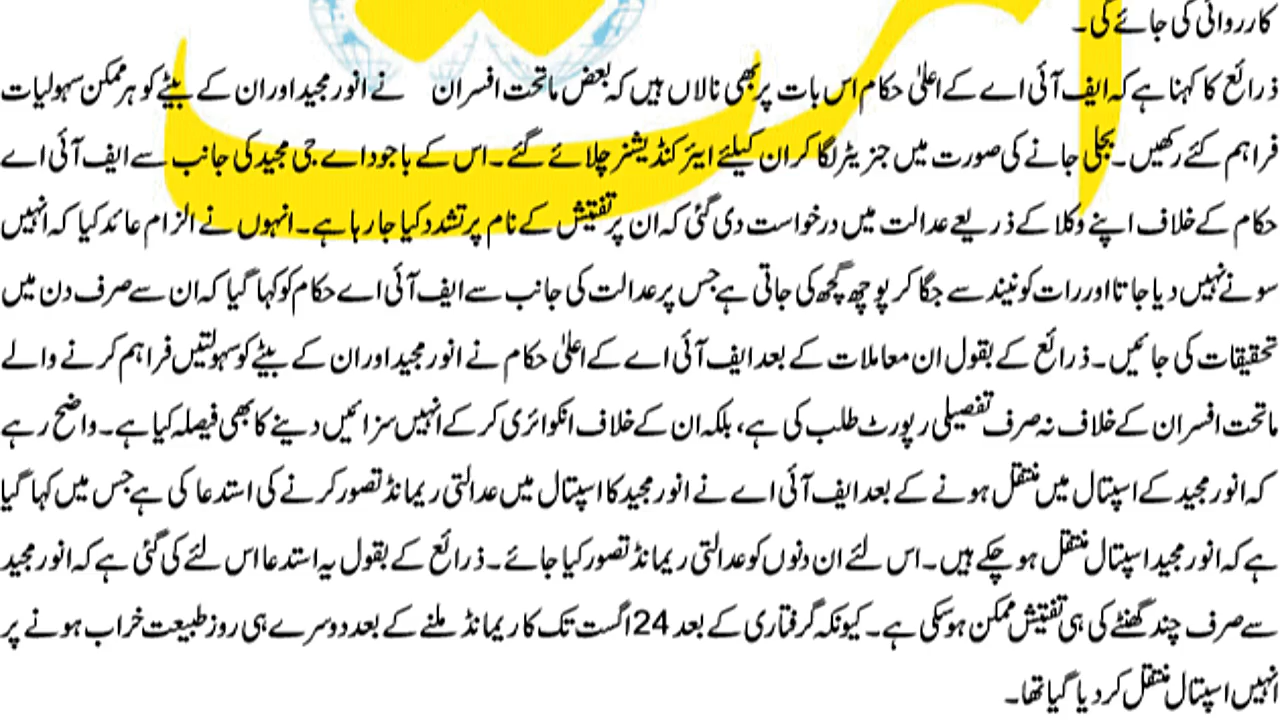 کارروائی کی جائے گی۔
ذرائع کا کہنا ہے کہ ایف آئی اے کے اعلیٰ حکام اس بات پر بھی نالاں ہیں کہ بعض ماتحت افسران نے انور مجید اور ان کے بیٹے کو ہر ممکن سہولیات
فراہم کئے رکھیں۔ بجلی جانے کی صورت میں جنریٹر لگا کر ان کیلئے ایئر کنڈیشنر چلائے گئے۔ اس کے باجود اے جی مجید کی جانب سے ایف آئی اے
حکام کے خلاف اپنے وکلا کے ذریعے عدالت میں درخواست دی گئی کہ ان پر تفتیش کے نام پر تشدد کیا جا رہا ہے۔ انہوں نے الزام عائد کیا کہ انہیں
سونے نہیں دیا جاتا اور رات کو نیند سے جگا کر پوچھ گچھ کی جاتی ہے جس پر عدالت کی جانب سے ایف آئی اے حکام کو کہا گیا کہ ان سے صرف دن میں
تحقیقات کی جائیں۔ ذرائع کے بقول ان معاملات کے بعد ایف آئی اے کے اعلیٰ حکام نے انور مجید اور ان کے بیٹے کو سہولتیں فراہم کرنے والے
ماتحت افسران کے خلاف نہ صرف تفصیلی رپورٹ طلب کی ہے، بلکہ ان کے خلاف انکوائری کر کے انہیں سزائیں دینے کا بھی فیصلہ کیا ہے۔ واضح رہے
کہ انور مجید کے اسپتال میں منتقل ہونے کے بعد ایف آئی اے نے انور مجید کا اسپتال میں عدالتی ریمانڈ تصور کرنے کی استدعا کی ہے جس میں کہا گیا
ہے کہ انور مجید اسپتال منتقل ہو چکے ہیں۔ اس لئے ان دنوں کو عدالتی ریمانڈ تصور کیا جائے۔ ذرائع کے بقول یہ استدعا اس لئے کی گئی ہے کہ انور مجید
سے صرف چند گھنٹے کی ہی تفتیش ممکن ہو سکی ہے۔ کیونکہ گرفتاری کے بعد 24 اگست تک کا ریمانڈ ملنے کے بعد دوسرے ہی روز طبیعت خراب ہونے پر
انہیں اسپتال منتقل کر دیا گیا تھا۔